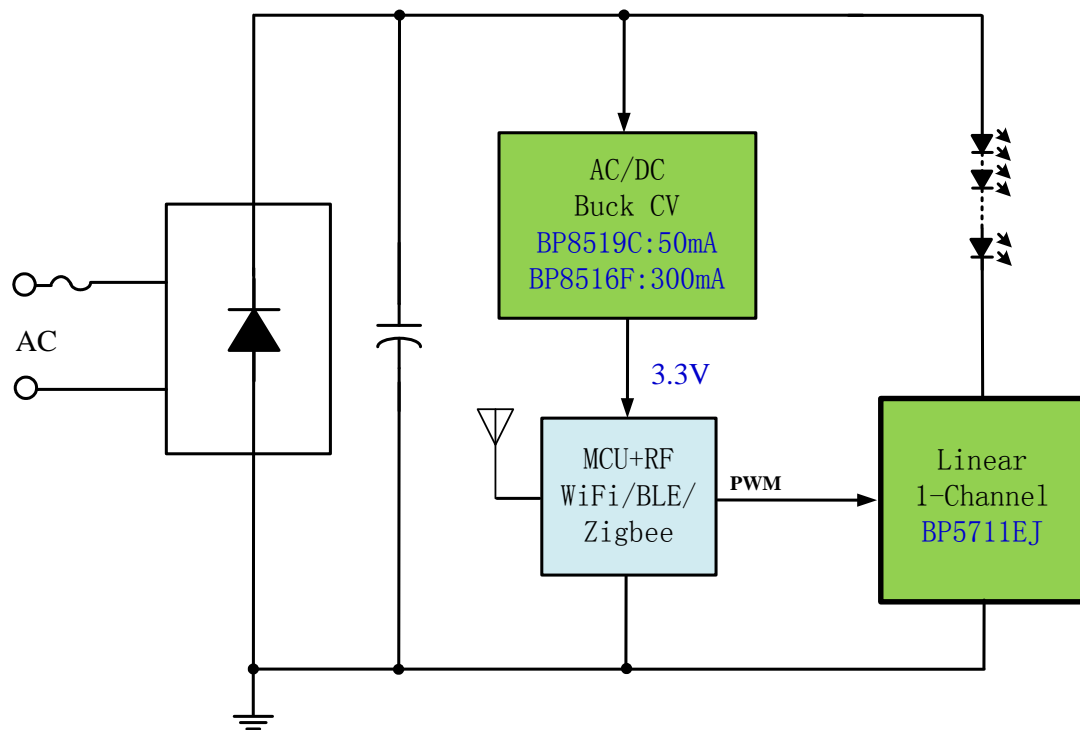 AC/DC
Buck CV
BP8519C:50mA
BP8516F:300mA
AC
3.3V
MCU+RF
WiFi/BLE/
Zigbee
PWM
Linear
1-Channel
BP5711EJ